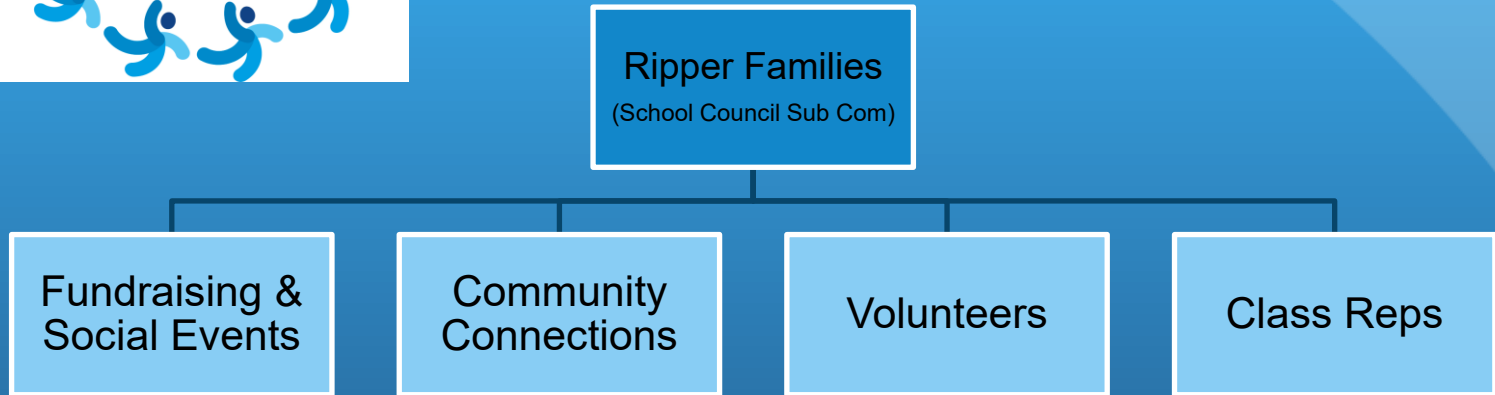 Ripper Families
(School Council Sub Com)
Fundraising &
Social Events
Community
Connections
Volunteers
Class Reps